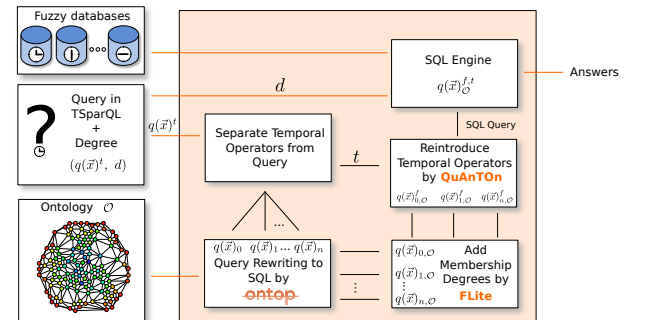 Fuzzy databases
Query in
TSparQL
+
Degree
(q(x⃗)^t, d)
?
Ontology 𝒪
d
q(x⃗)^t
Separate Temporal
Operators from
Query
t
...
q(x⃗)_0 q(x⃗)_1 ... q(x⃗)_n
Query Rewriting to
SQL by
ontop
SQL Engine
q(x⃗)_𝒪^{f,t}
Answers
SQL Query
Reintroduce
Temporal Operators
by QuAnTOn
q(x⃗)^f_{0,𝒪} q(x⃗)^f_{1,𝒪} q(x⃗)^f_{n,𝒪}
q(x⃗)_{0,𝒪}
q(x⃗)_{1,𝒪}
⋮
q(x⃗)_{n,𝒪}
Add
Membership
Degrees by
FLite
⋮